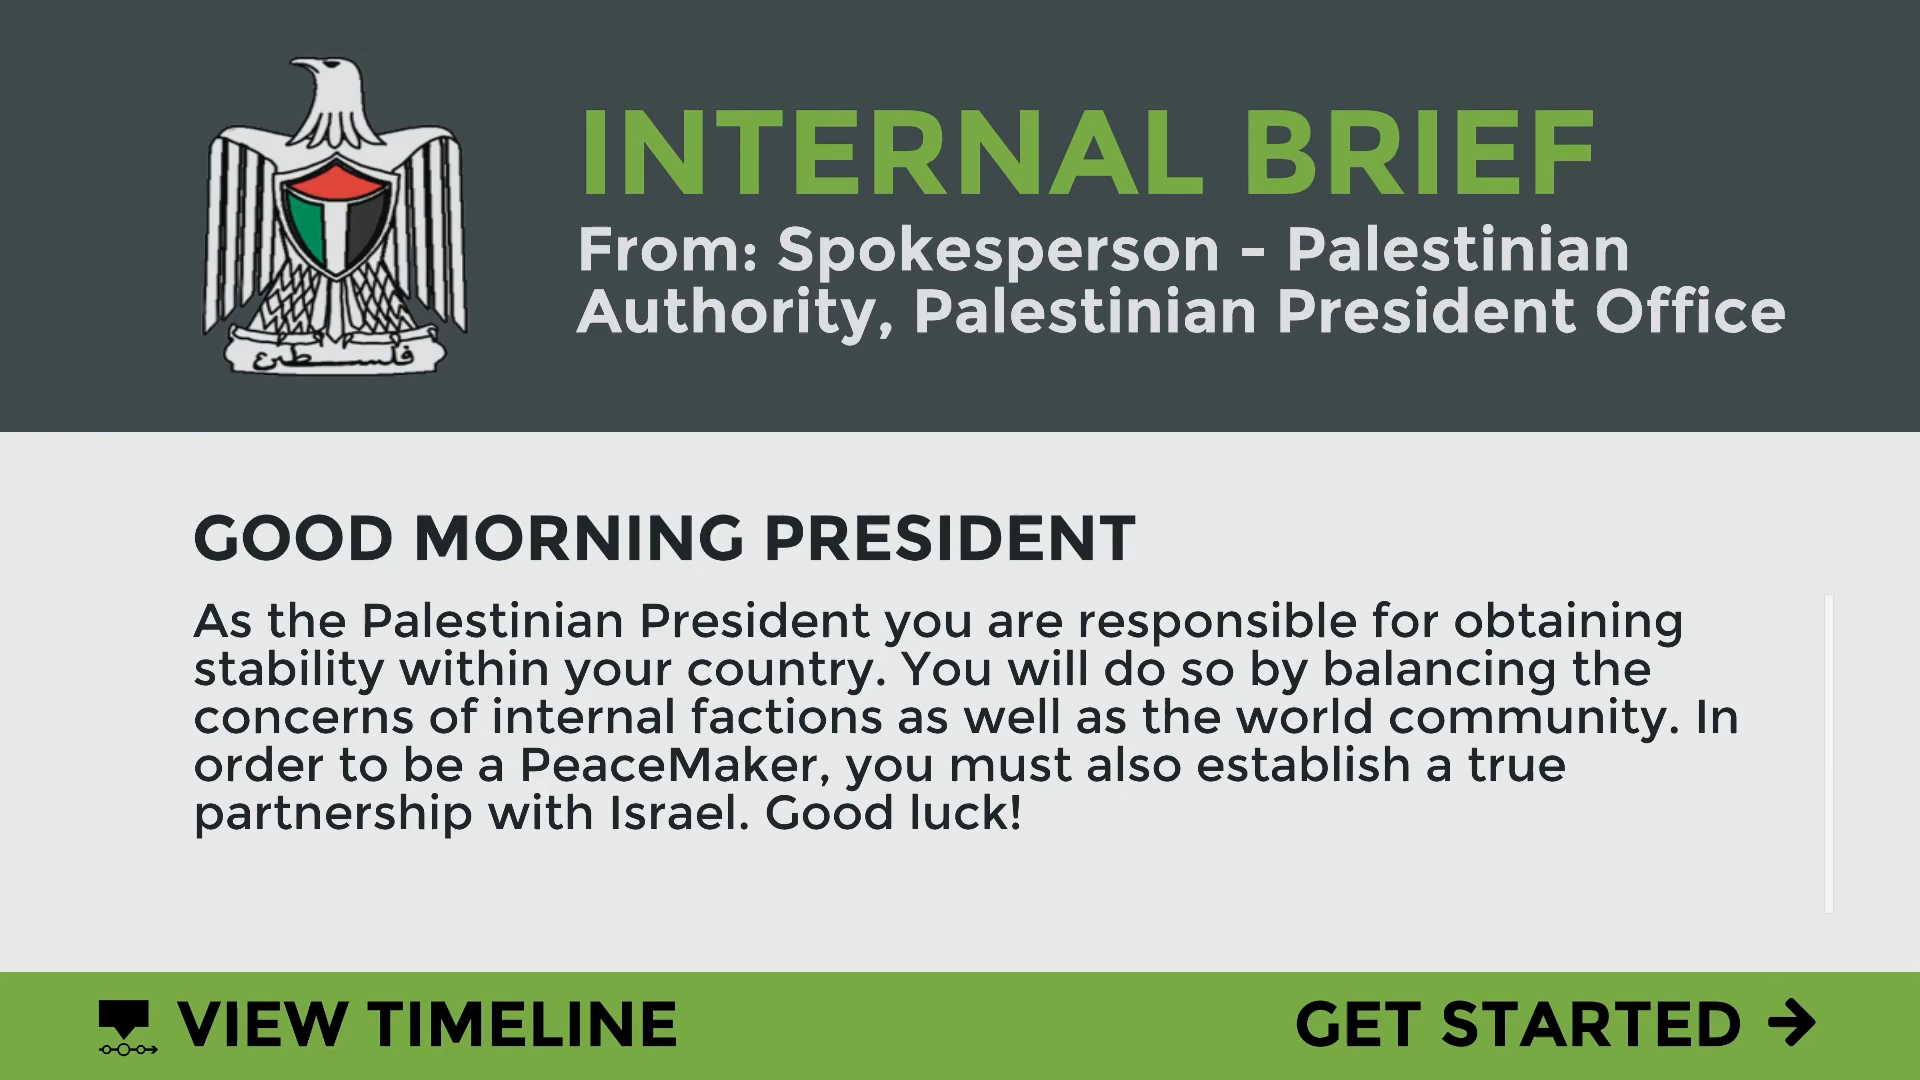 INTERNAL BRIEF
From: Spokesperson - Palestinian
Authority, Palestinian President Office
GOOD MORNING PRESIDENT
As the Palestinian President you are responsible for obtaining
stability within your country. You will do so by balancing the
concerns of internal factions as well as the world community. In
order to be a PeaceMaker, you must also establish a true
partnership with Israel. Good luck!
VIEW TIMELINE
GET STARTED